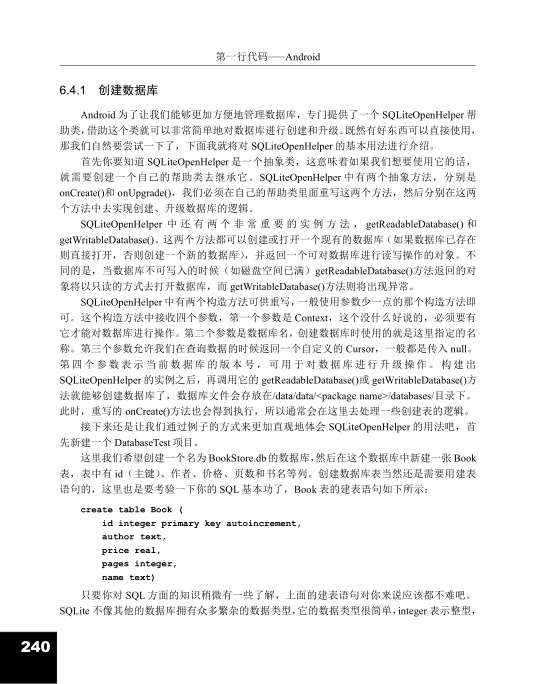 第一行代码——Android
6.4.1 创建数据库
Android 为了让我们能够更加方便地管理数据库，专门提供了一个 SQLiteOpenHelper 帮
助类，借助这个类就可以非常简单地对数据库进行创建和升级。既然有好东西可以直接使用，
那我们自然要尝试一下了，下面我就将对 SQLiteOpenHelper 的基本用法进行介绍。
首先你要知道 SQLiteOpenHelper 是一个抽象类，这意味着如果我们想要使用它的话，
就需要创建一个自己的帮助类去继承它。SQLiteOpenHelper 中有两个抽象方法，分别是
onCreate()和 onUpgrade()，我们必须在自己的帮助类里面重写这两个方法，然后分别在这两
个方法中去实现创建、升级数据库的逻辑。
SQLiteOpenHelper 中还有两个非常重要的实例方法，getReadableDatabase() 和
getWritableDatabase()。这两个方法都可以创建或打开一个现有的数据库（如果数据库已存在
则直接打开，否则创建一个新的数据库），并返回一个可对数据库进行读写操作的对象。不
同的是，当数据库不可写入的时候（如磁盘空间已满）getReadableDatabase()方法返回的对
象将以只读的方式去打开数据库，而 getWritableDatabase()方法则将出现异常。
SQLiteOpenHelper 中有两个构造方法可供重写，一般使用参数少一点的那个构造方法即
可。这个构造方法中接收四个参数，第一个参数是 Context，这个没什么好说的，必须要有
它才能对数据库进行操作。第二个参数是数据库名，创建数据库时使用的就是这里指定的名
称。第三个参数允许我们在查询数据的时候返回一个自定义的 Cursor，一般都是传入 null。
第四个参数表示当前数据库的版本号，可用于对数据库进行升级操作。构建出
SQLiteOpenHelper 的实例之后，再调用它的 getReadableDatabase()或 getWritableDatabase()方
法就能够创建数据库了，数据库文件会存放在/data/data/<package name>/databases/目录下。
此时，重写的 onCreate()方法也会得到执行，所以通常会在这里去处理一些创建表的逻辑。
接下来还是让我们通过例子的方式来更加直观地体会 SQLiteOpenHelper 的用法吧，首
先新建一个 DatabaseTest 项目。
这里我们希望创建一个名为 BookStore.db 的数据库，然后在这个数据库中新建一张 Book
表，表中有 id（主键）、作者、价格、页数和书名等列。创建数据库表当然还是需要用建表
语句的，这里也是要考验一下你的 SQL 基本功了，Book 表的建表语句如下所示：
create table Book (
id integer primary key autoincrement,
author text,
price real,
pages integer,
name text)
只要你对 SQL 方面的知识稍微有一些了解，上面的建表语句对你来说应该都不难吧。
SQLite 不像其他的数据库拥有众多繁杂的数据类型，它的数据类型很简单，integer 表示整型，
240